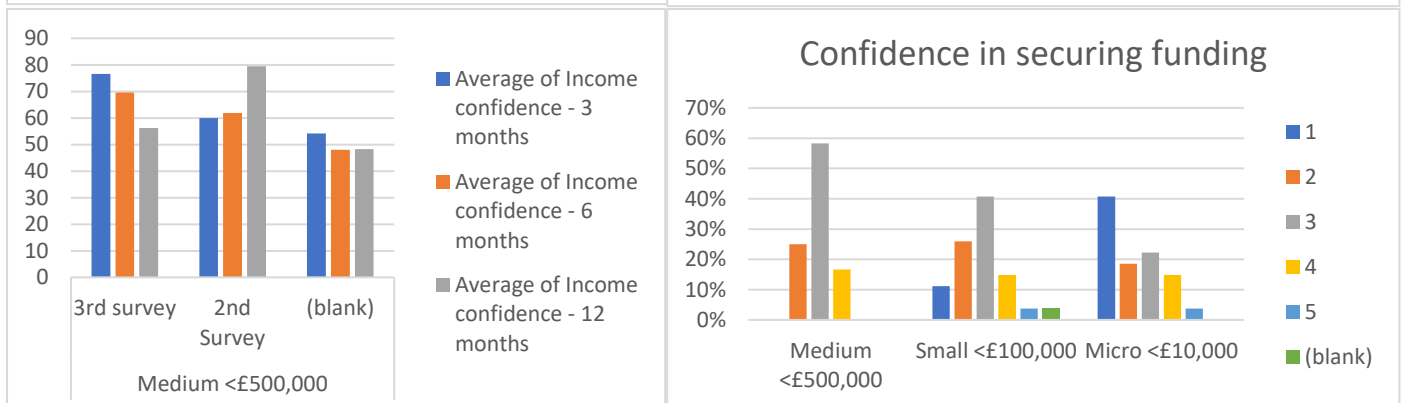 90
80
70
60
50
40
30
20
10
0
3rd survey
2nd
Survey
(blank)
Medium <£500,000
Average of Income
confidence - 3
months
Average of Income
confidence - 6
months
Average of Income
confidence - 12
months
Confidence in securing funding
70%
60%
50%
40%
30%
20%
10%
0%
Medium
<£500,000
Small <£100,000
Micro <£10,000
1
2
3
4
5
(blank)